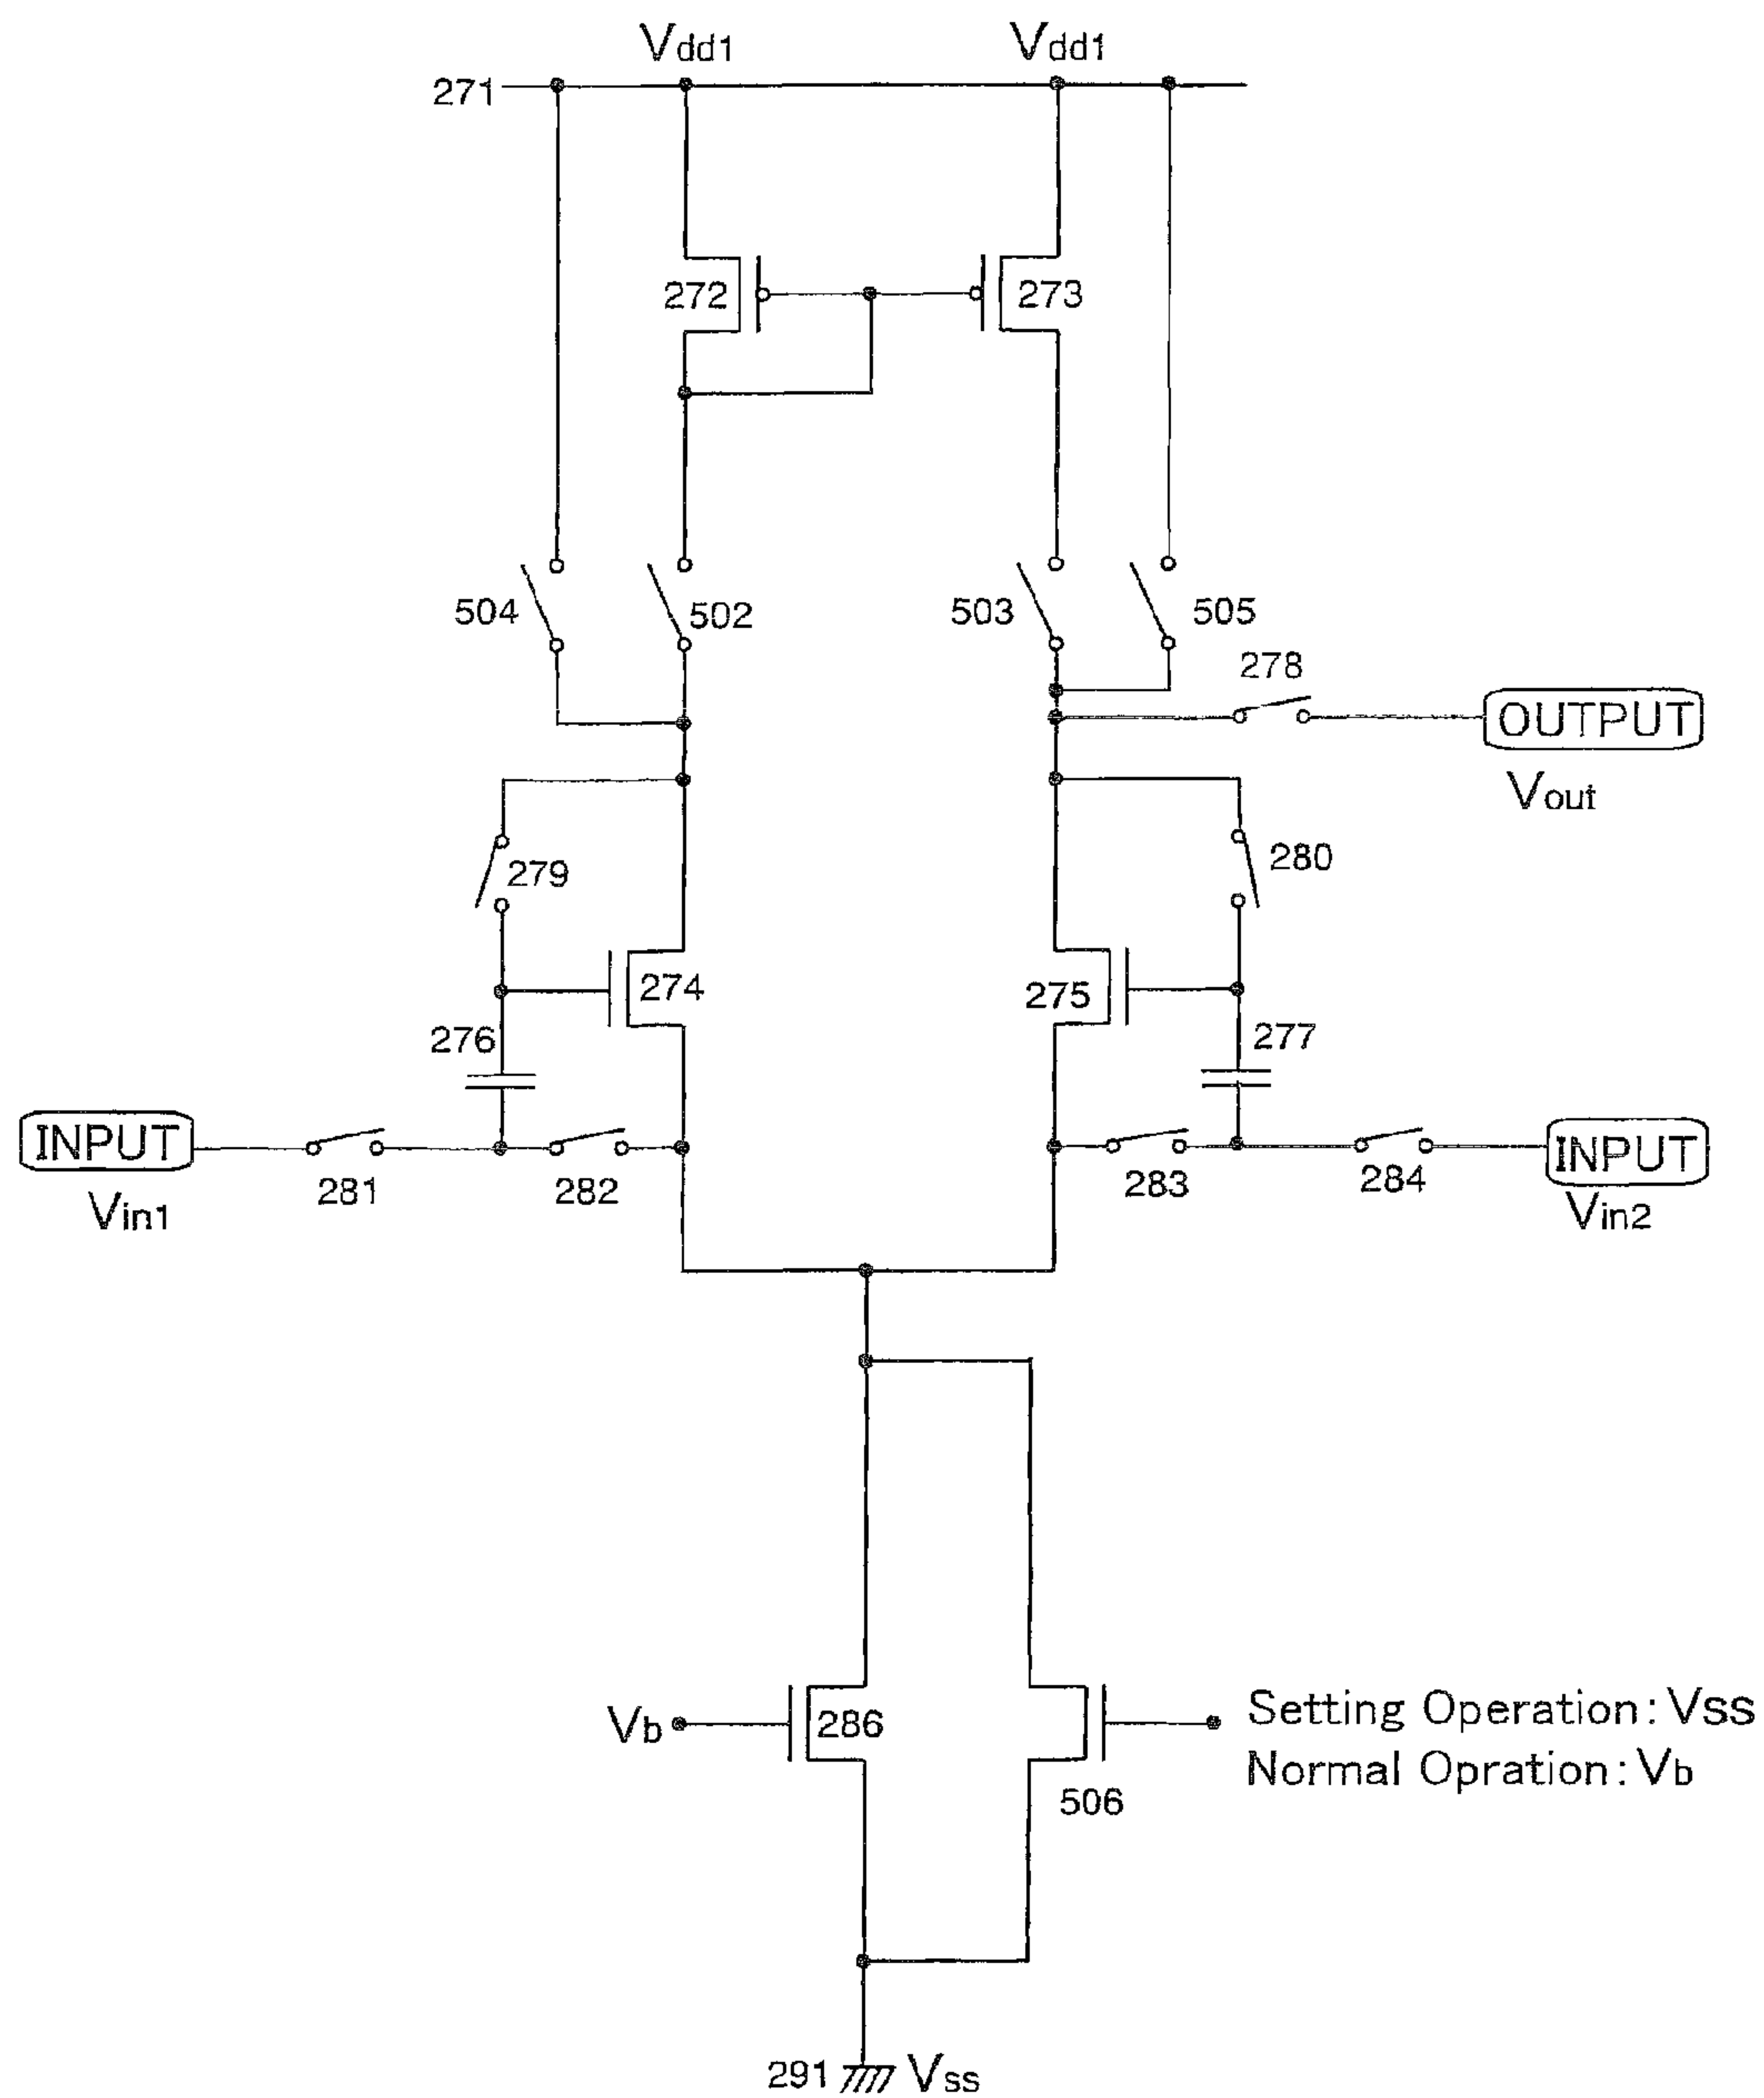 Vdd1 Vdd1
271
272 273
504 502 503 505
278
OUTPUT
Vout
279 280
274 275
276 277
INPUT INPUT
281 282 283 284
Vin1 Vin2
Vb 286 Setting Operation: VSS
Normal Opration: Vb
506
291 Vss